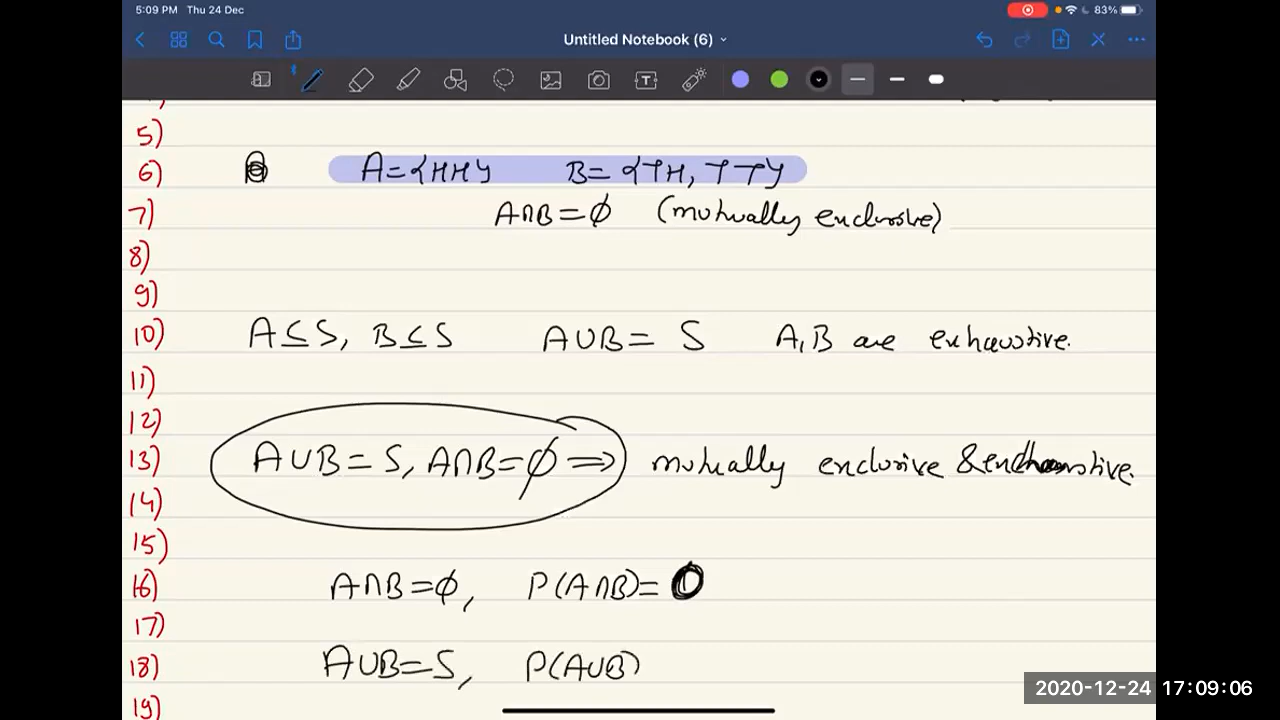 5:09 PM Thu 24 Dec 83%
Untitled Notebook (6)
5)
6) A={HH} B={TH, TT}
7) A∩B=∅ (mutually exclusive)
8)
9)
10) A⊆S, B⊆S A∪B= S A,B are exhaustive.
11)
12)
13) A∪B=S, A∩B=∅ ⇒ mutually exclusive & exhaustive.
14)
15)
16) A∩B=∅, P(A∩B)=0
17)
18) A∪B=S, P(A∪B)
19)
2020-12-24 17:09:06